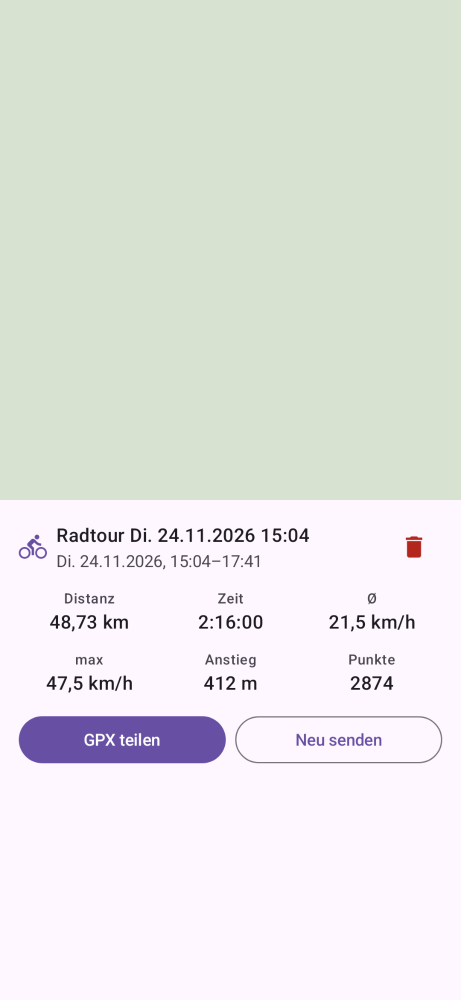 Radtour Di. 24.11.2026 15:04
Di. 24.11.2026, 15:04–17:41
Distanz Zeit Ø
48,73 km 2:16:00 21,5 km/h
max Anstieg Punkte
47,5 km/h 412 m 2874
GPX teilen Neu senden